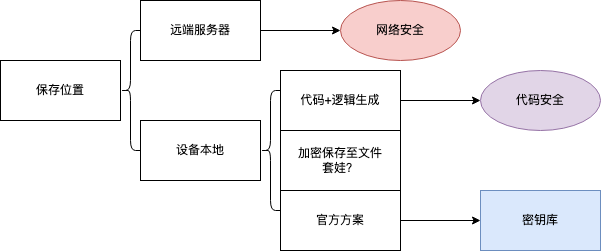 远端服务器
网络安全
保存位置
代码+逻辑生成
代码安全
设备本地
加密保存至文件
套娃？
官方方案
密钥库